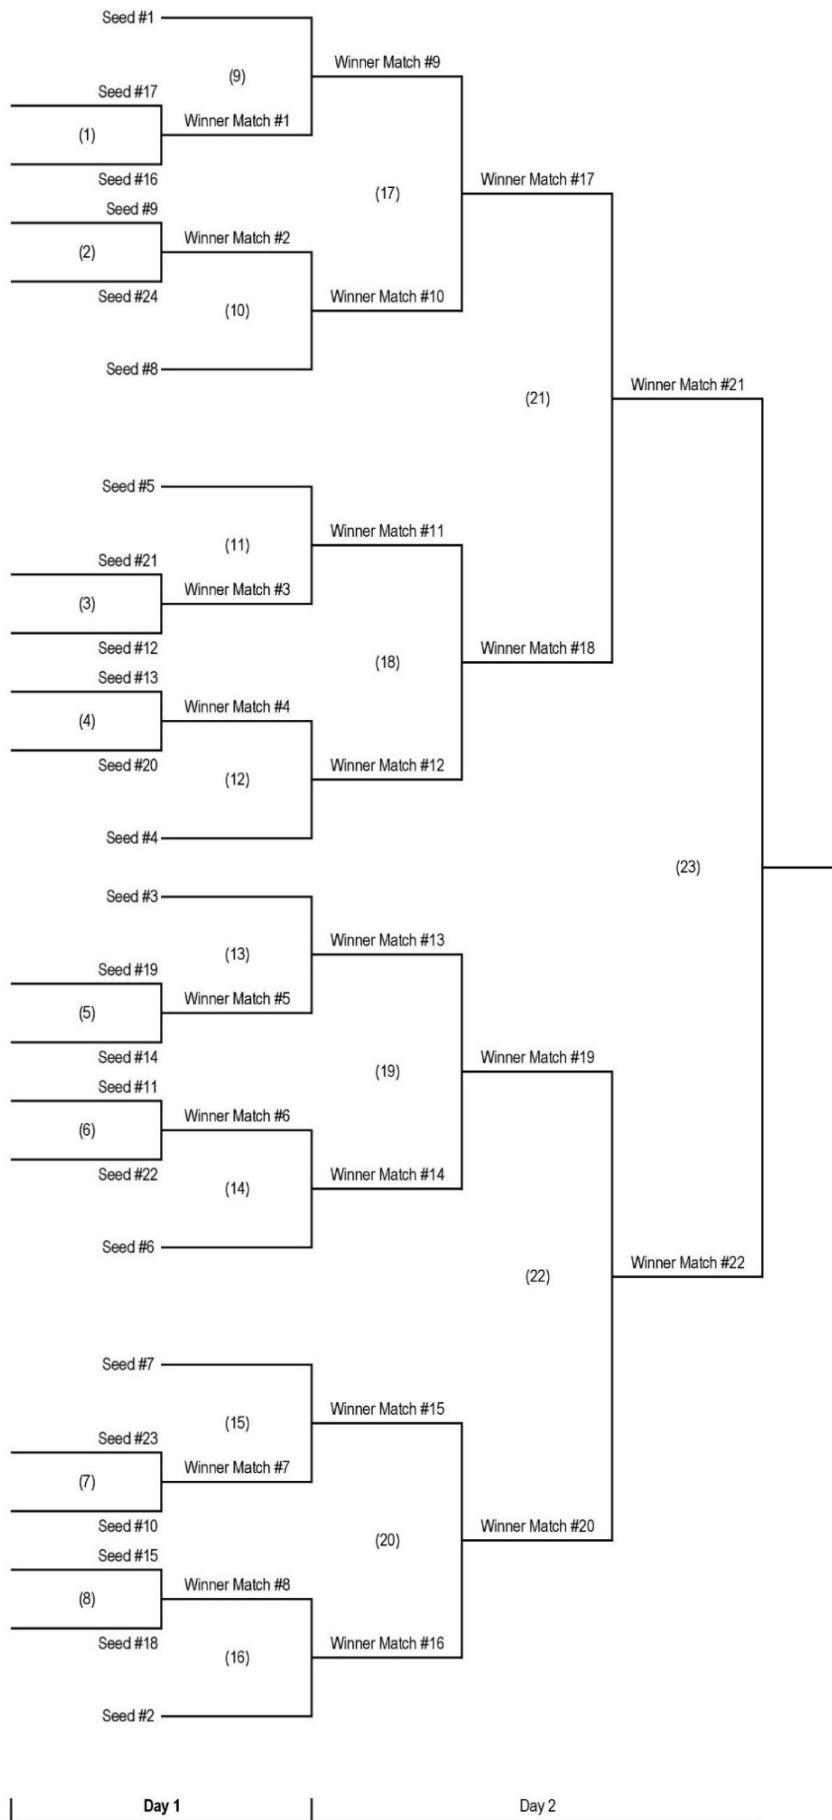 Seed #1
(9)
Winner Match #9
Seed #17
(1)
Winner Match #1
Seed #16
(17)
Winner Match #17
Seed #9
(2)
Winner Match #2
Seed #24
(10)
Winner Match #10
Seed #8
(21)
Winner Match #21
Seed #5
(11)
Winner Match #11
Seed #21
(3)
Winner Match #3
Seed #12
(18)
Winner Match #18
Seed #13
(4)
Winner Match #4
Seed #20
(12)
Winner Match #12
Seed #4
(23)
Seed #3
(13)
Winner Match #13
Seed #19
(5)
Winner Match #5
Seed #14
(19)
Winner Match #19
Seed #11
(6)
Winner Match #6
Seed #22
(14)
Winner Match #14
Seed #6
(22)
Winner Match #22
Seed #7
(15)
Winner Match #15
Seed #23
(7)
Winner Match #7
Seed #10
(20)
Winner Match #20
Seed #15
(8)
Winner Match #8
Seed #18
(16)
Winner Match #16
Seed #2
Day 1
Day 2